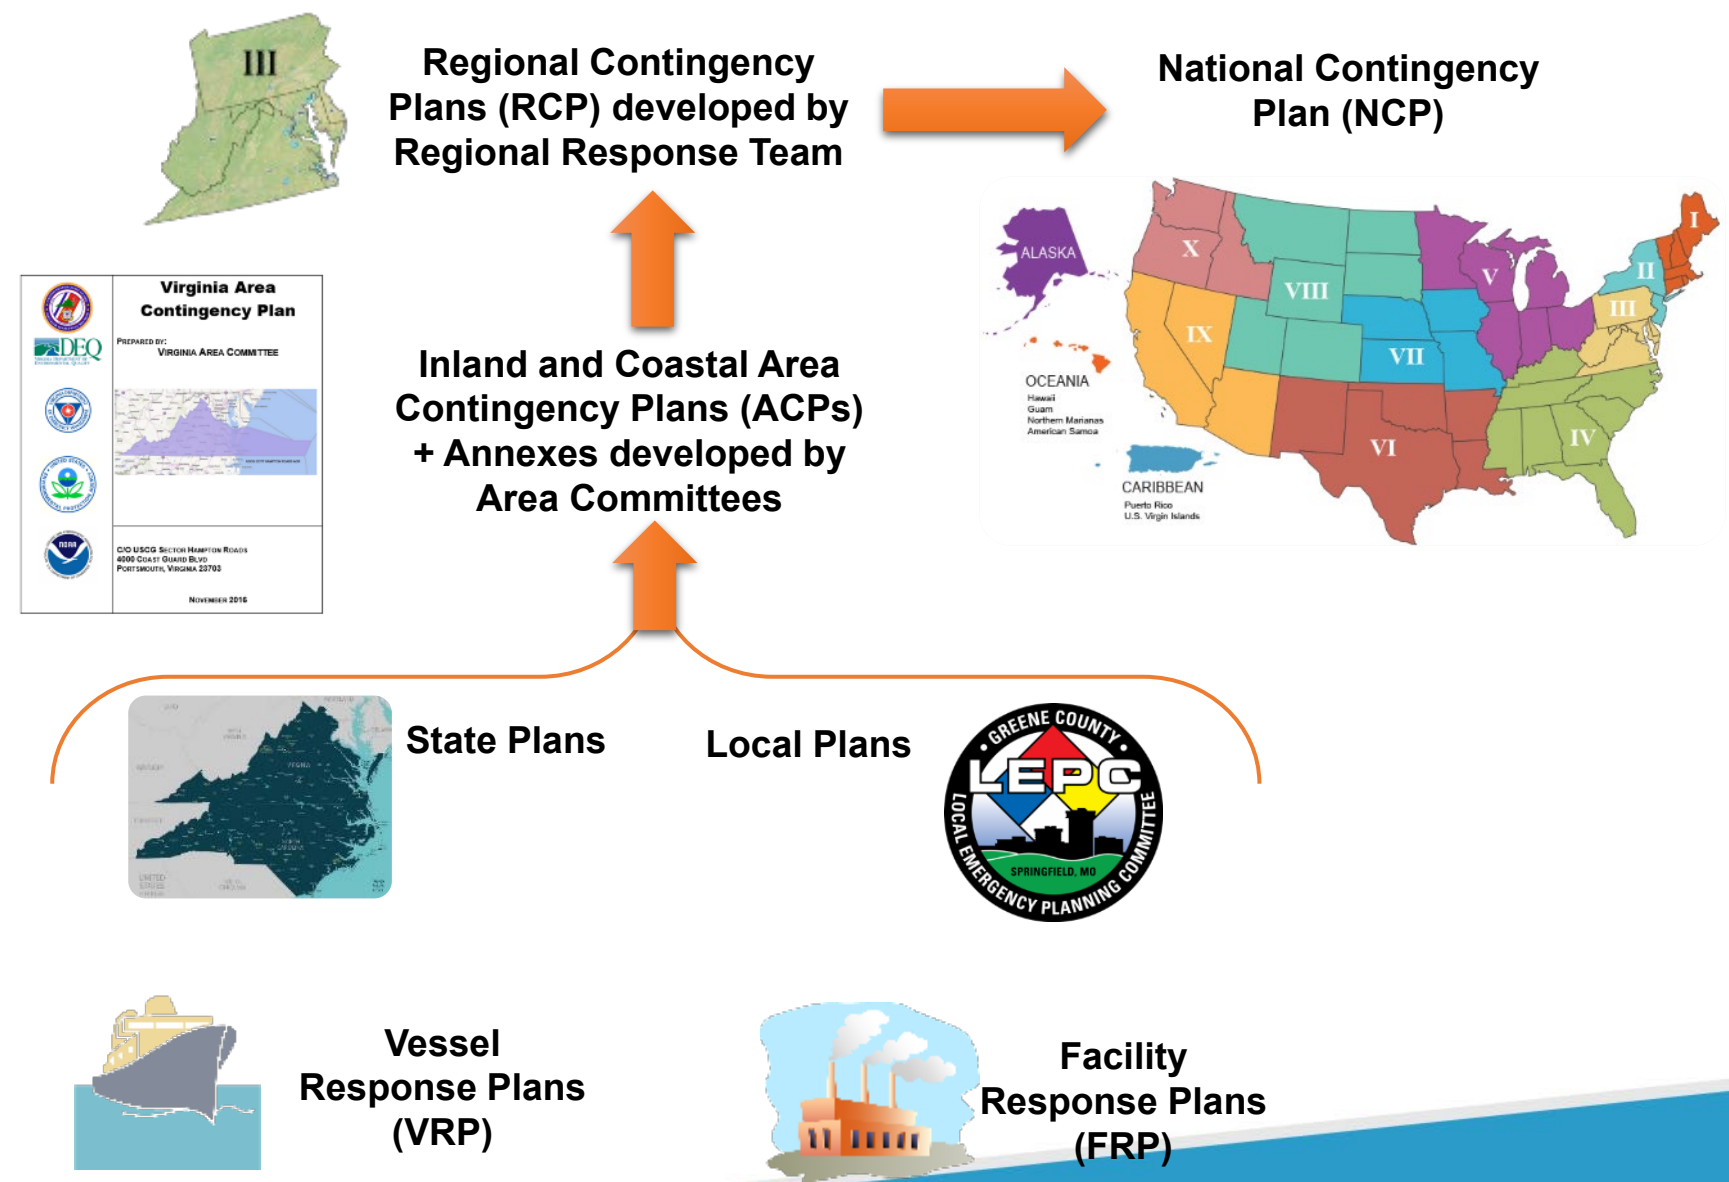 III
Regional Contingency
Plans (RCP) developed by
Regional Response Team
National Contingency
Plan (NCP)
ALASKA
OCEANIA
Hawaii
Guam
Northern Marianas
American Samoa
CARIBBEAN
Puerto Rico
U.S. Virgin Islands
X
IX
VIII
VII
VI
V
IV
III
II
I
Virginia Area
Contingency Plan
PREPARED BY:
VIRGINIA AREA COMMITTEE
DEQ
NOAA
C/O USCG SECTOR HAMPTON ROADS
4000 COAST GUARD BLVD
PORTSMOUTH, VIRGINIA 23703
NOVEMBER 2016
Inland and Coastal Area
Contingency Plans (ACPs)
+ Annexes developed by
Area Committees
State Plans
Local Plans
GREENE COUNTY
LEPC
SPRINGFIELD, MO
LOCAL EMERGENCY PLANNING COMMITTEE
Vessel
Response Plans
(VRP)
Facility
Response Plans
(FRP)